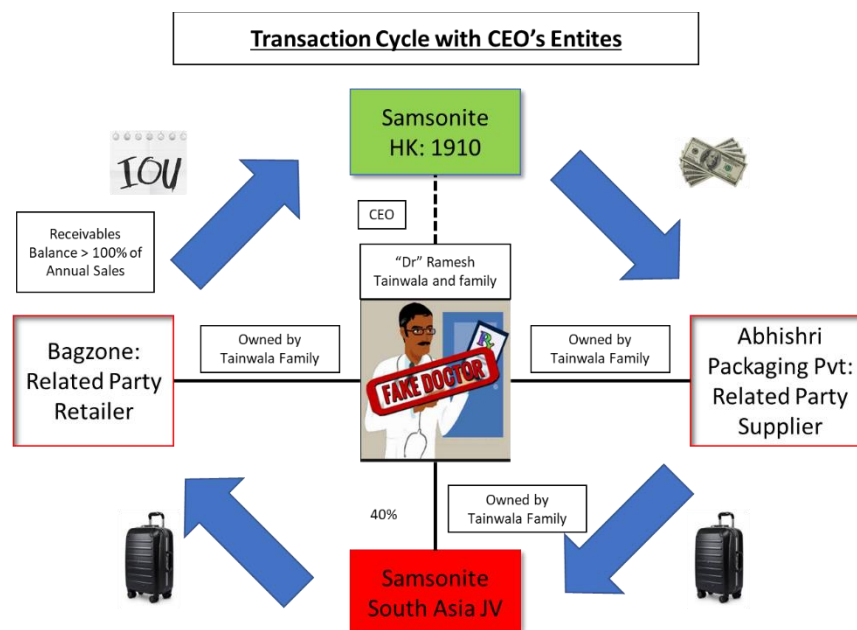 Transaction Cycle with CEO's Entites
Samsonite
HK: 1910
IOU
CEO
Receivables
Balance > 100% of
Annual Sales
“Dr” Ramesh
Tainwala and family
Bagzone:
Related Party
Retailer
Owned by
Tainwala Family
FAKE DOCTOR
Rx
Owned by
Tainwala Family
Abhishri
Packaging Pvt:
Related Party
Supplier
40%
Owned by
Tainwala Family
Samsonite
South Asia JV